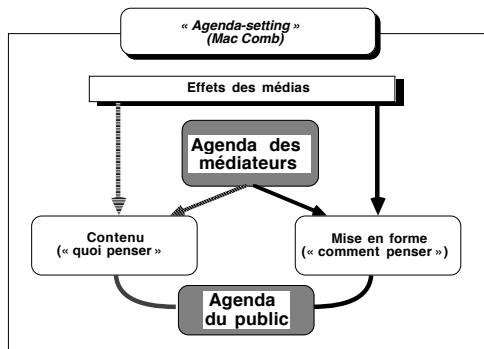 « Agenda-setting »
(Mac Comb)
Effets des médias
Agenda des
médiateurs
Contenu
(« quoi penser »
Mise en forme
(« comment penser »)
Agenda
du public